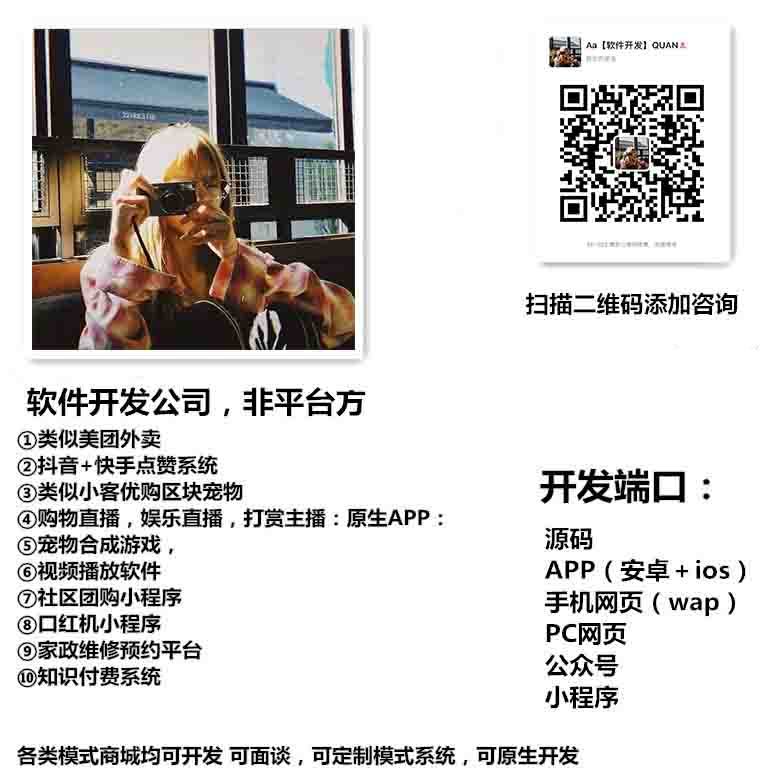 Aa【软件开发】QUAN
扫描二维码添加咨询
软件开发公司，非平台方
①类似美团外卖
②抖音+快手点赞系统
③类似小客优购区块宠物
④购物直播，娱乐直播，打赏主播：原生APP：
⑤宠物合成游戏，
⑥视频播放软件
⑦社区团购小程序
⑧口红机小程序
⑨家政维修预约平台
⑩知识付费系统
开发端口：
源码
APP（安卓＋ios）
手机网页（wap）
PC网页
公众号
小程序
各类模式商城均可开发 可面谈，可定制模式系统，可原生开发